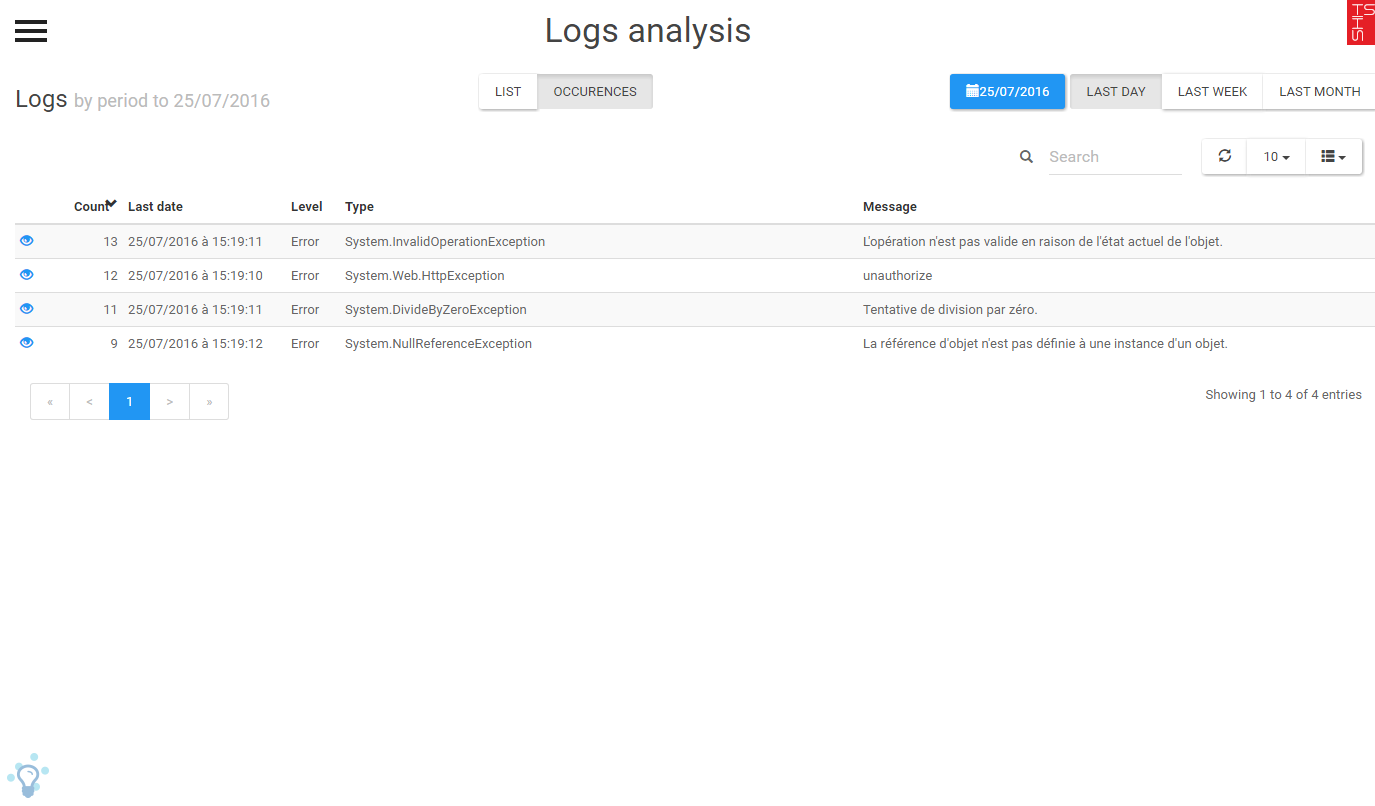 Logs analysis
Logs by period to 25/07/2016
LIST OCCURENCES
25/07/2016 LAST DAY LAST WEEK LAST MONTH
Search
10
Count Last date Level Type Message
13 25/07/2016 à 15:19:11 Error System.InvalidOperationException L'opération n'est pas valide en raison de l'état actuel de l'objet.
12 25/07/2016 à 15:19:10 Error System.Web.HttpException unauthorize
11 25/07/2016 à 15:19:11 Error System.DivideByZeroException Tentative de division par zéro.
9 25/07/2016 à 15:19:12 Error System.NullReferenceException La référence d'objet n'est pas définie à une instance d'un objet.
« < 1 > »
Showing 1 to 4 of 4 entries